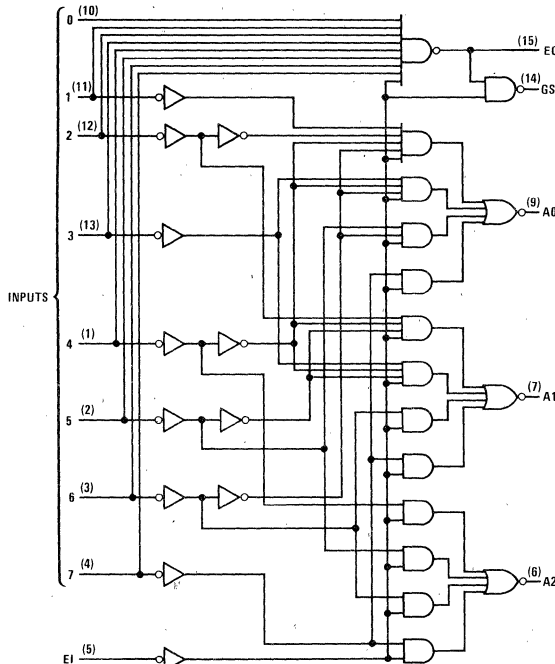 0 (10)
(15) EO
(14) GS
1 (11)
2 (12)
(9) A0
3 (13)
INPUTS
4 (1)
(7) A1
5 (2)
6 (3)
7 (4)
(6) A2
EI (5)